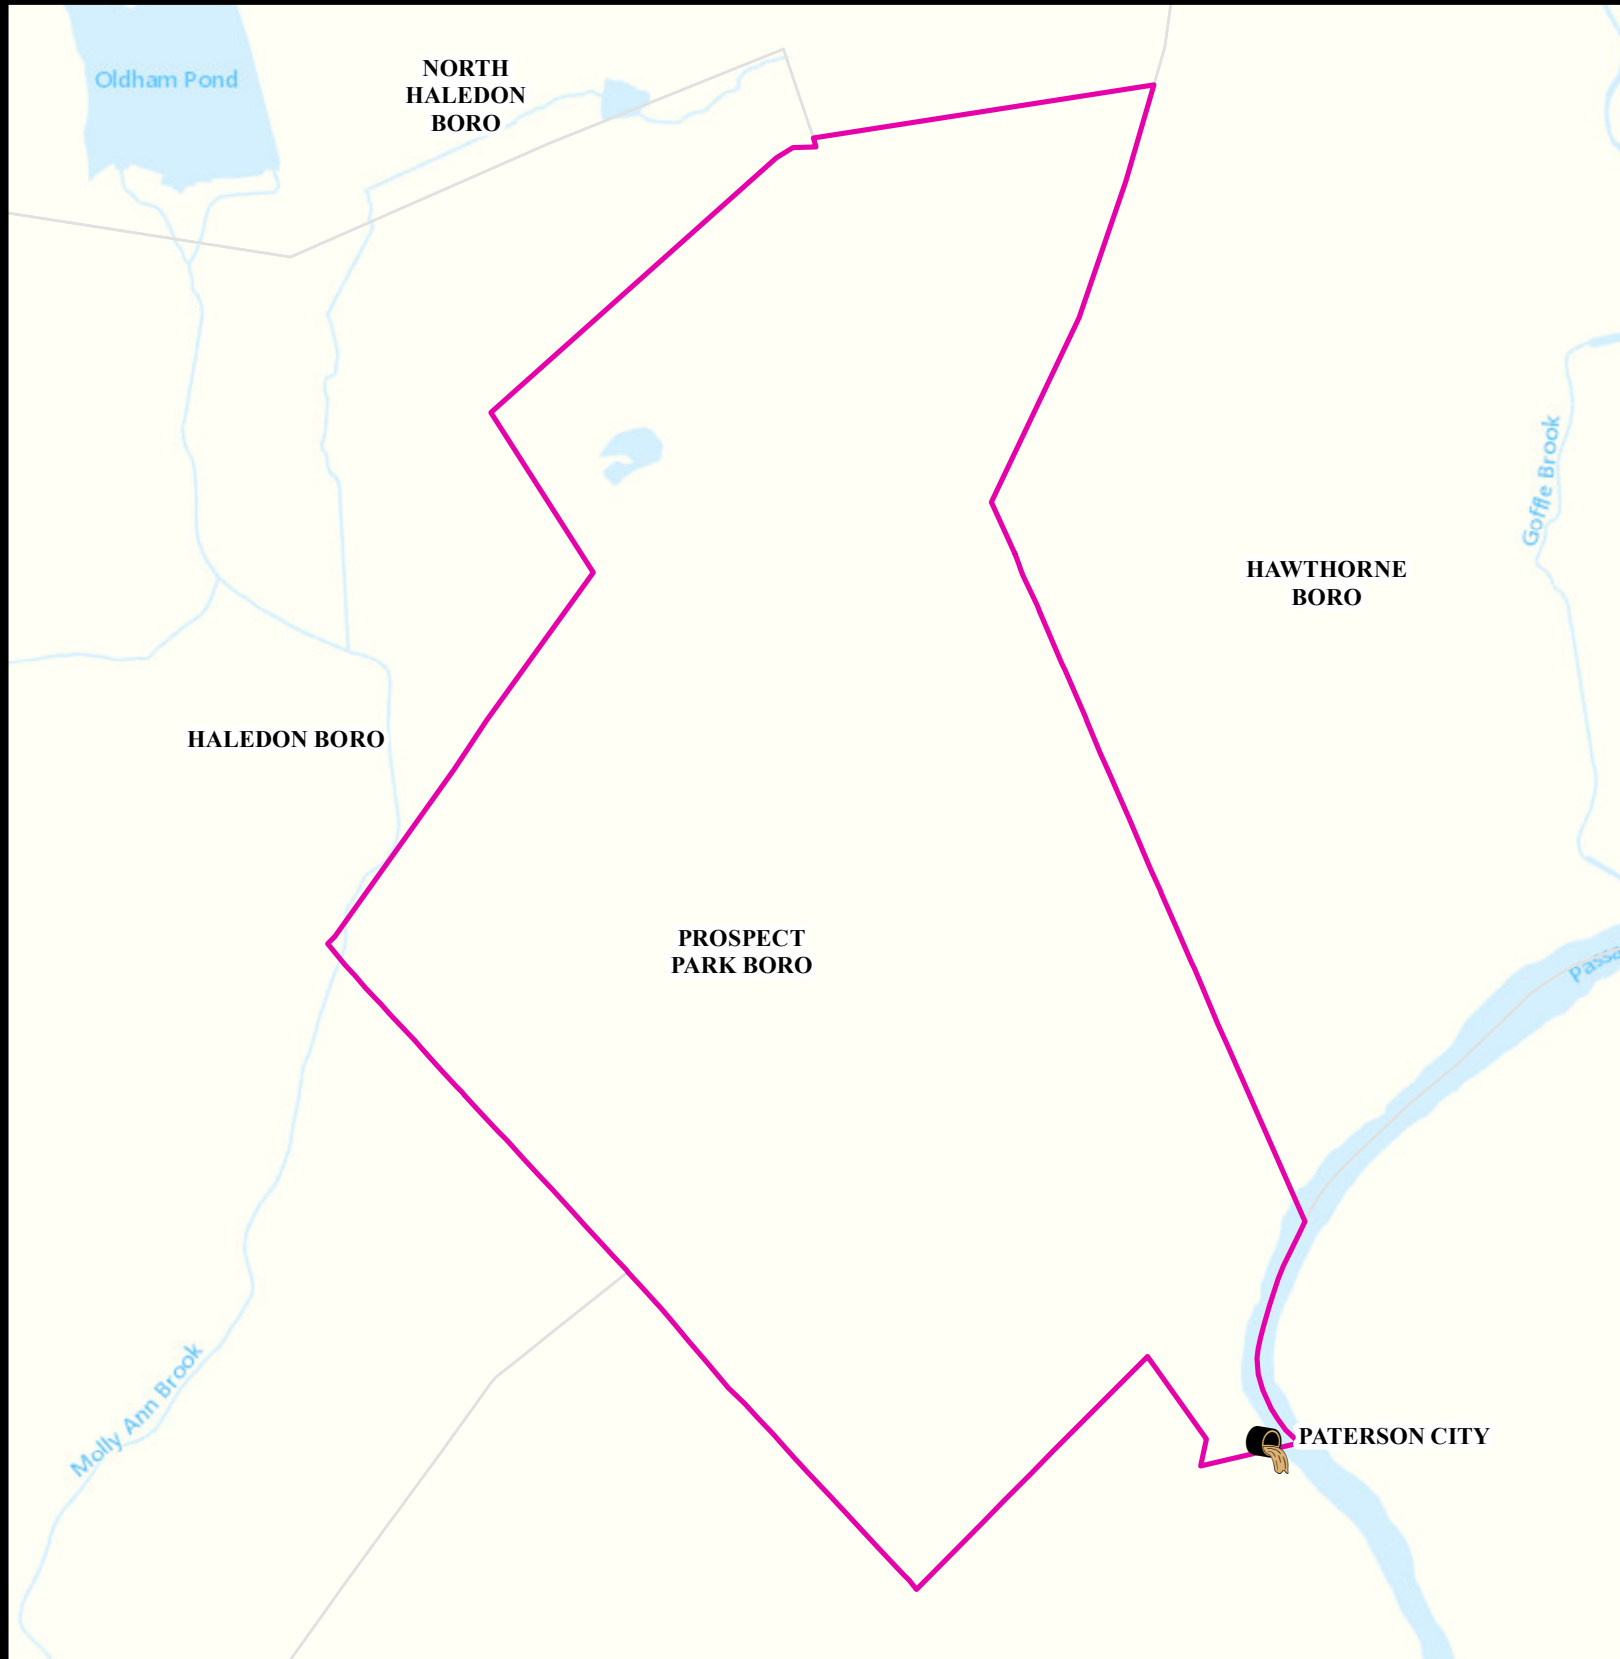 Oldham Pond
NORTH
HALEDON
BORO
Goffle Brook
HAWTHORNE
BORO
HALEDON BORO
PROSPECT
PARK BORO
Passa
Molly Ann Brook
PATERSON CITY